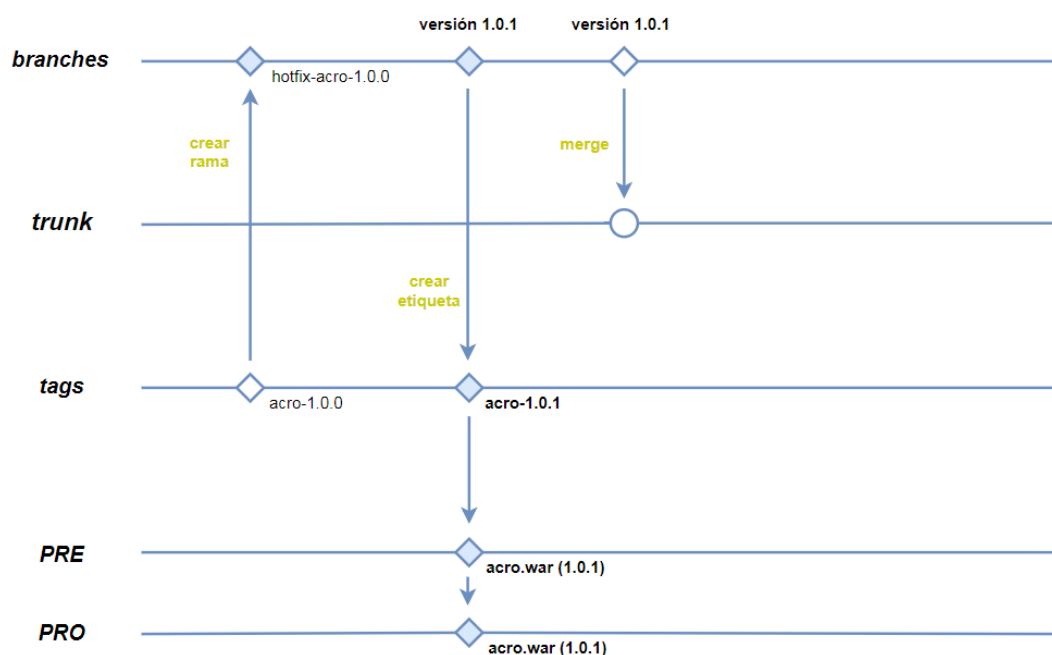 versión 1.0.1
versión 1.0.1
branches
hotfix-acro-1.0.0
crear
rama
merge
trunk
crear
etiqueta
tags
acro-1.0.0
acro-1.0.1
PRE
acro.war (1.0.1)
PRO
acro.war (1.0.1)